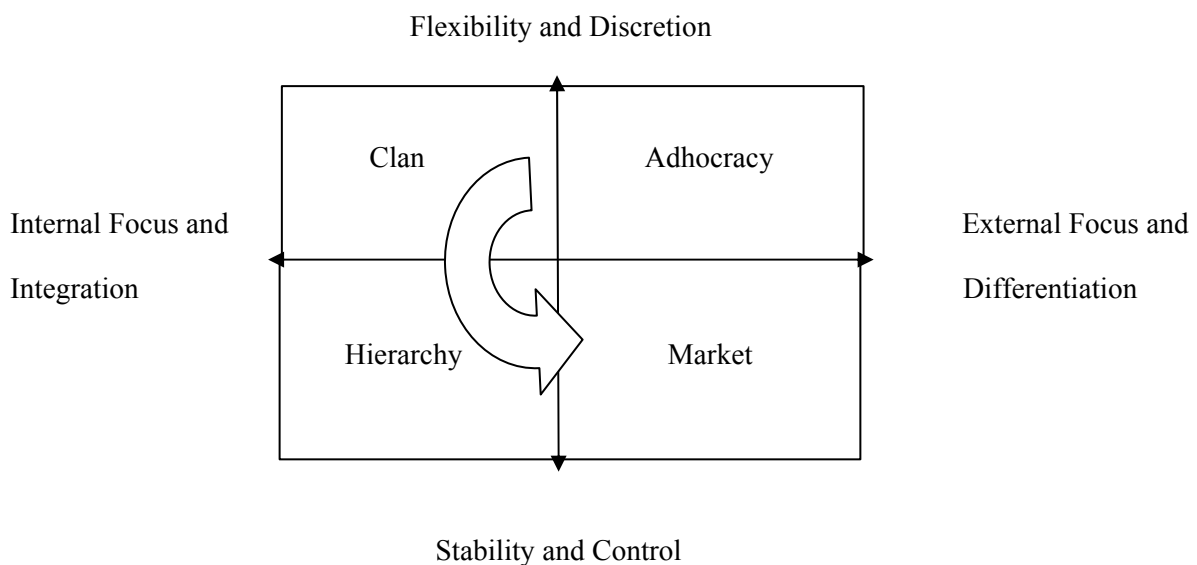 Flexibility and Discretion
Clan
Adhocracy
Internal Focus and
Integration
External Focus and
Differentiation
Hierarchy
Market
Stability and Control